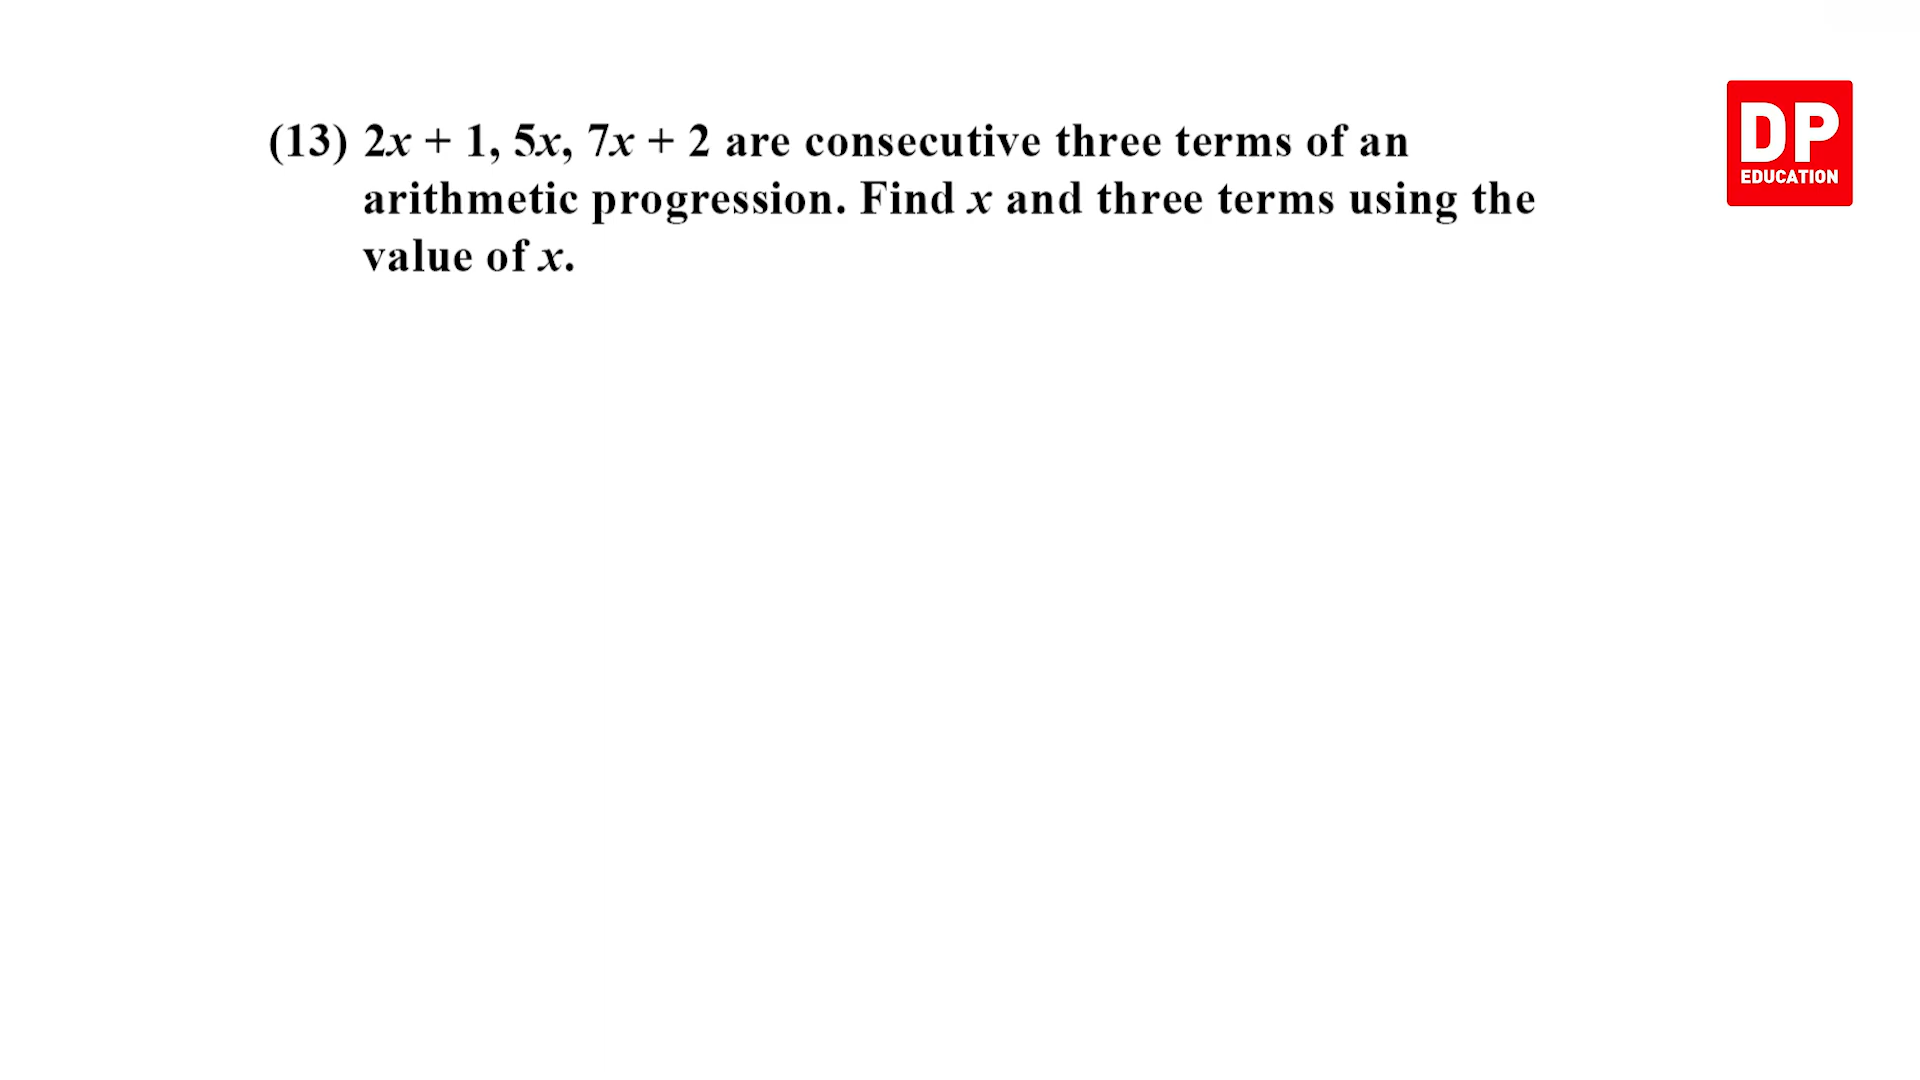 (13) 2x + 1, 5x, 7x + 2 are consecutive three terms of an
arithmetic progression. Find x and three terms using the
value of x.
DP
EDUCATION